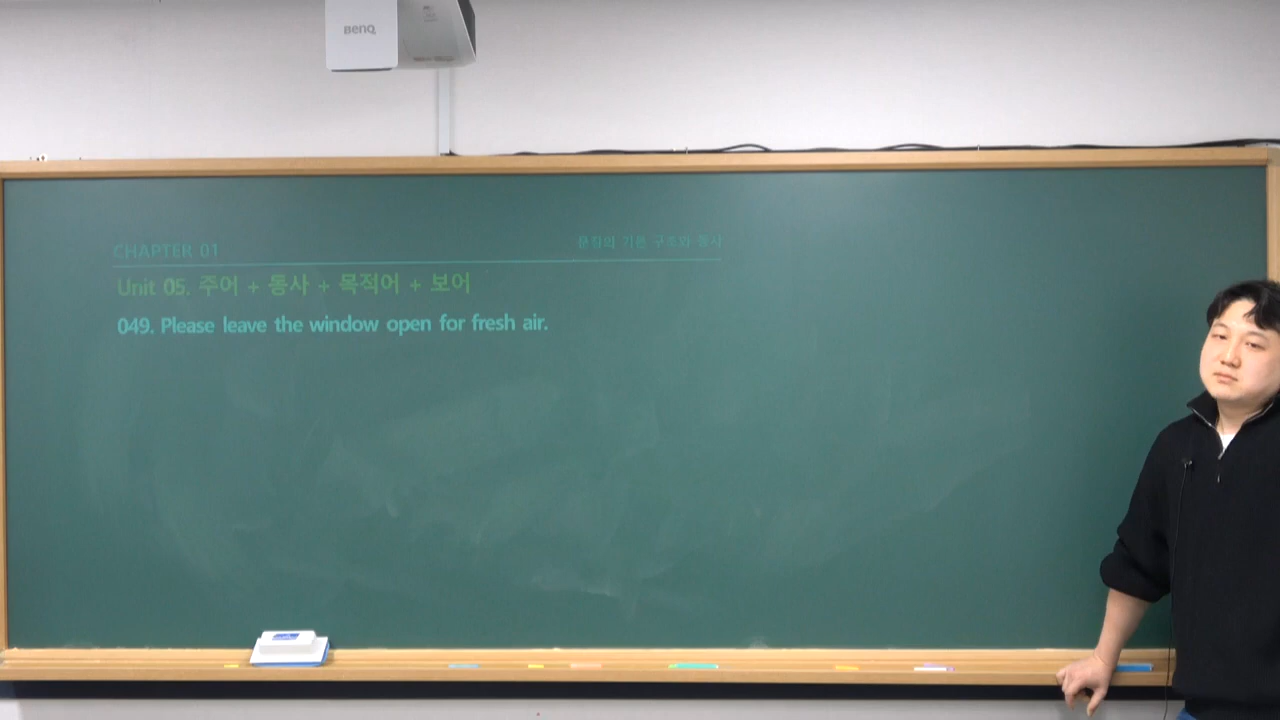 BenQ
CHAPTER 01
문장의 기본 구조와 동사
Unit 05. 주어 + 동사 + 목적어 + 보어
049. Please leave the window open for fresh air.